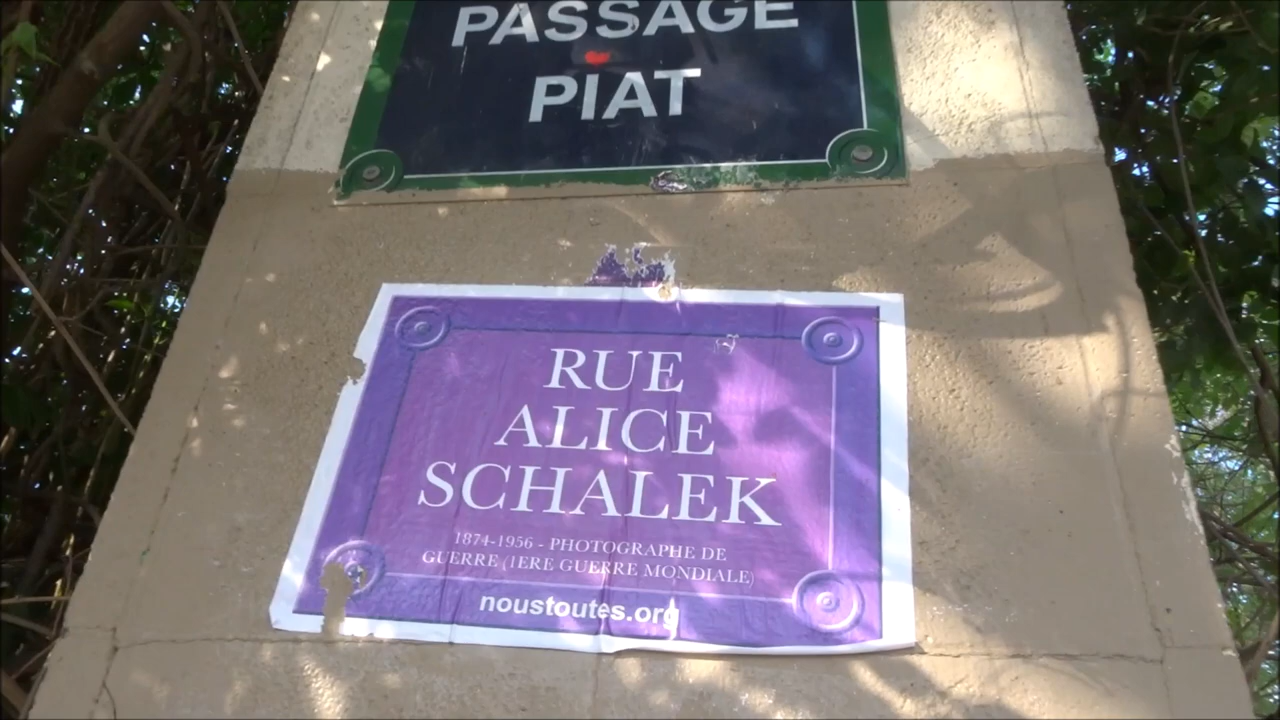 PASSAGE
PIAT
RUE
ALICE
SCHALEK
1874-1956 - PHOTOGRAPHE DE
GUERRE (1ERE GUERRE MONDIALE)
noustoutes.org